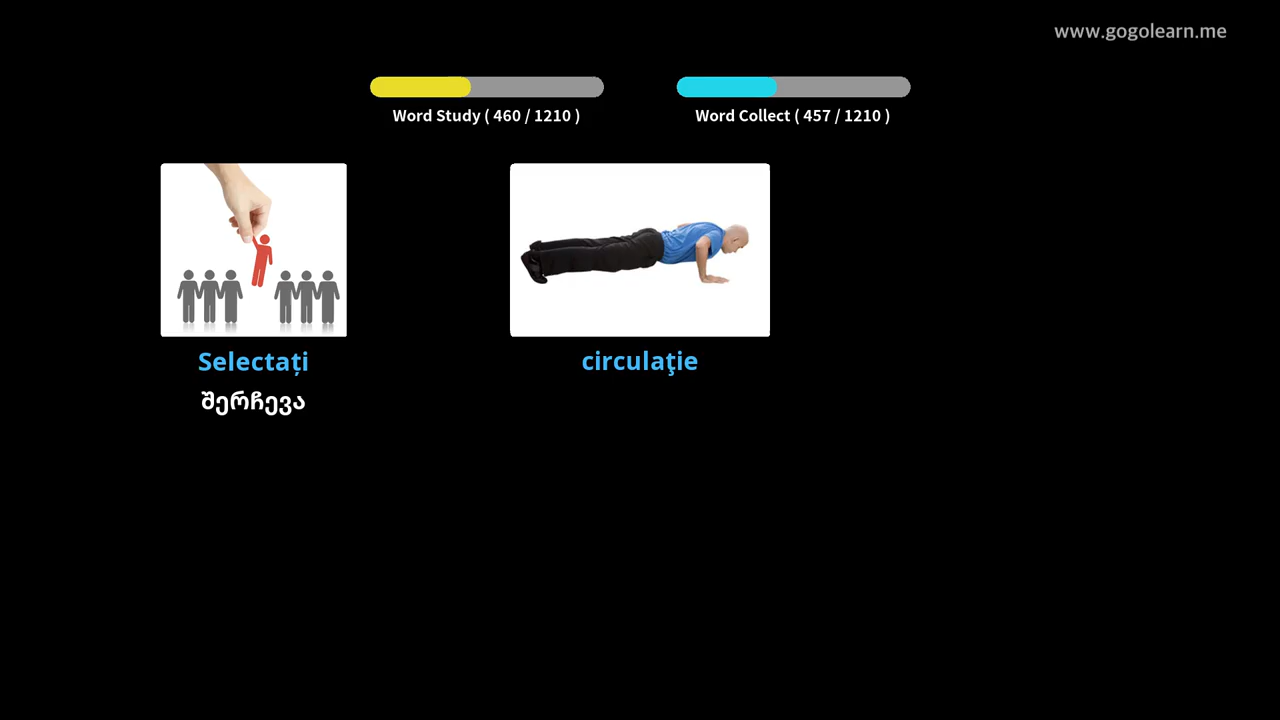 www.gogolearn.me
Word Study ( 460 / 1210 )
Word Collect ( 457 / 1210 )
Selectați
შერჩევა
circulaţie